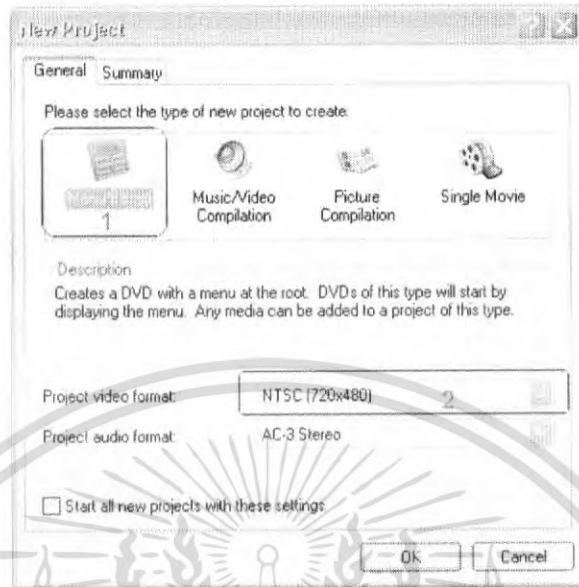 New Project
General Summary
Please select the type of new project to create:
Music/Video Compilation
Picture Compilation
Single Movie
1
Description
Creates a DVD with a menu at the root. DVDs of this type will start by
displaying the menu. Any media can be added to a project of this type.
Project video format: NTSC (720x480) 2
Project audio format: AC-3 Stereo
Start all new projects with these settings
OK Cancel